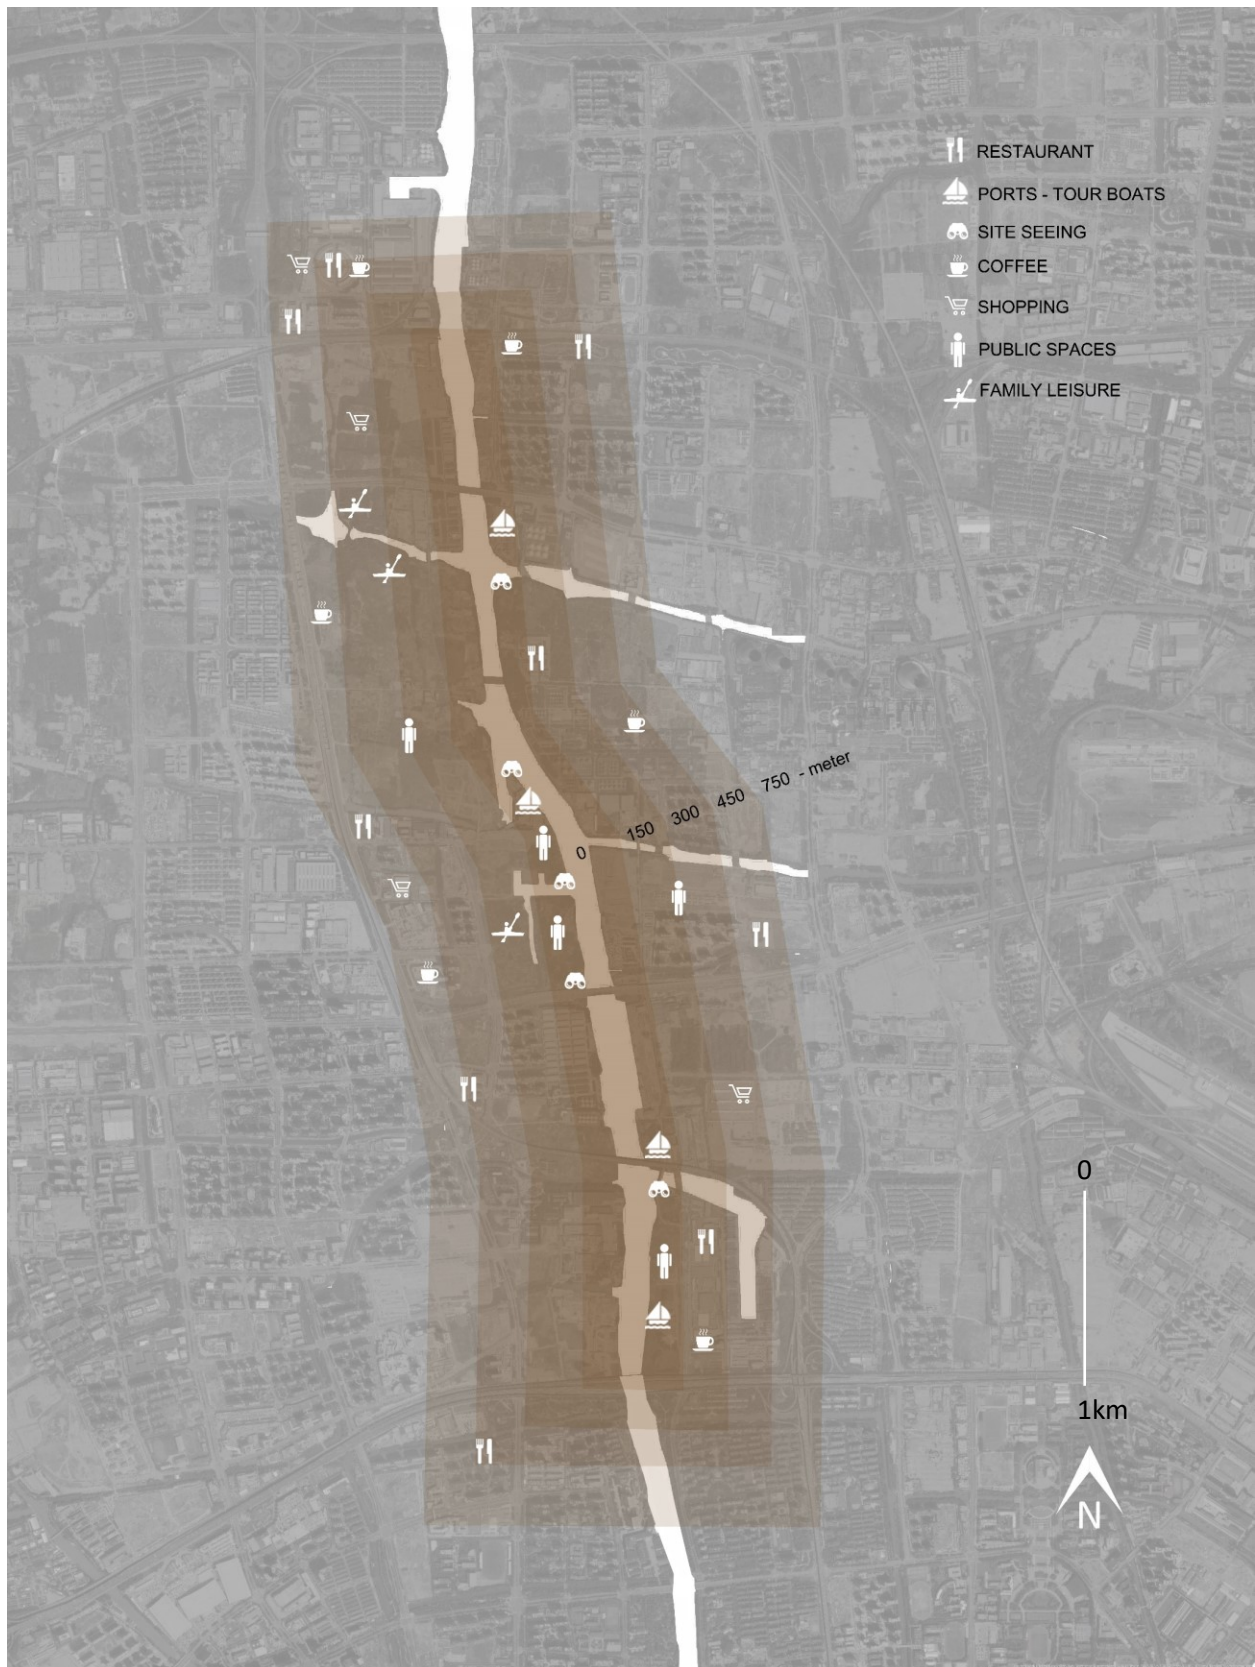 RESTAURANT
PORTS - TOUR BOATS
SITE SEEING
COFFEE
SHOPPING
PUBLIC SPACES
FAMILY LEISURE
0 150 300 450 750 - meter
0
1km
N